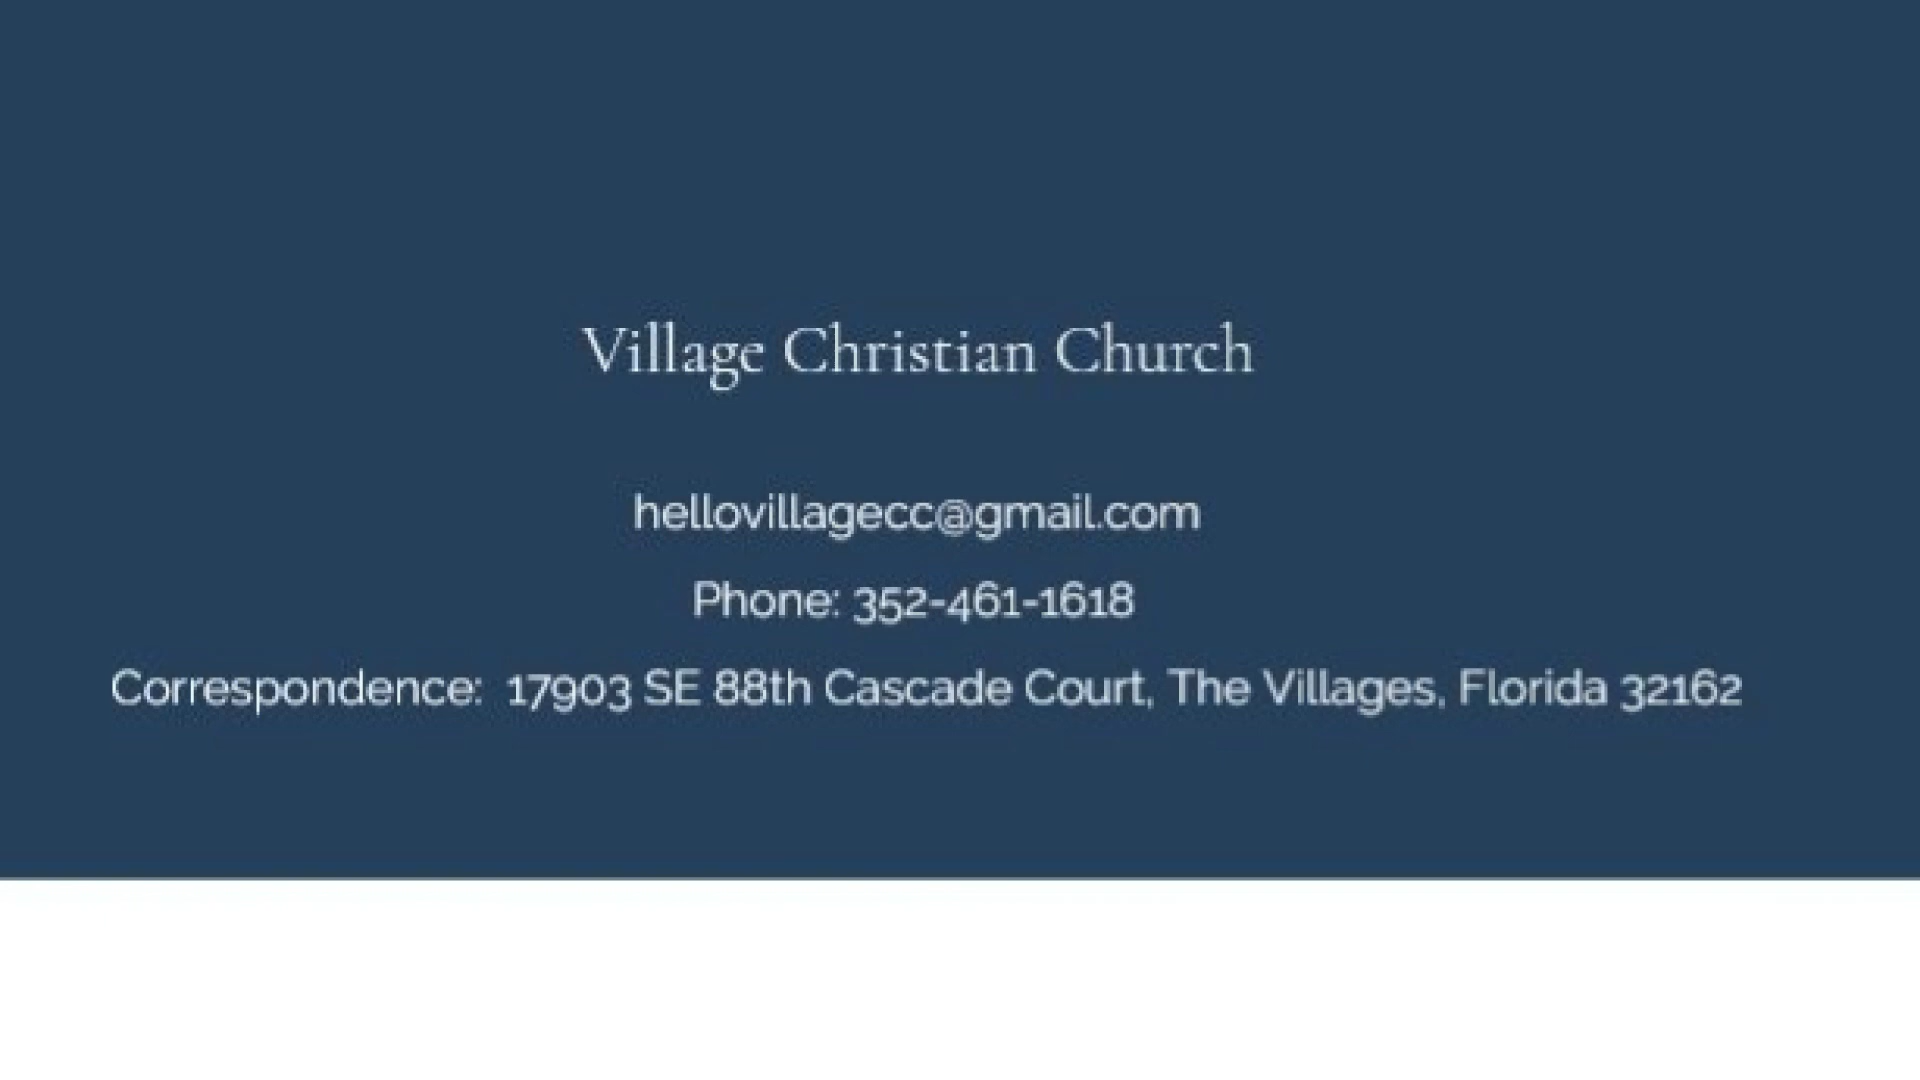 Village Christian Church
hellovillagecc@gmail.com
Phone: 352-461-1618
Correspondence:  17903 SE 88th Cascade Court, The Villages, Florida 32162